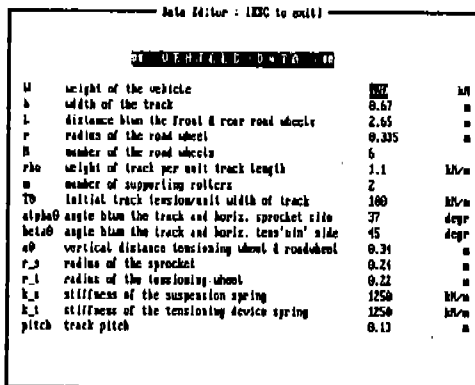 Data Editor : [ESC to exit]
VEHICLE DATA
W weight of the vehicle kN
b width of the track 0.67 m
L distance btwn the front & rear road wheels 2.65 m
r radius of the road wheel 0.335 m
N number of the road wheels 6
rho weight of track per unit track length 1.1 kN/m
m number of supporting rollers 2
T0 Initial track tension/unit width of track 100 kN/m
alpha0 angle btwn the track and horiz. sprocket side 37 degr
beta0 angle btwn the track and horiz. tens'nin' side 45 degr
a0 vertical distance tensioning wheel & roadwheel 0.34 m
r_s radius of the sprocket 0.24 m
r_t radius of the tensioning wheel 0.22 m
k_s stiffness of the suspension spring 1250 kN/m
k_t stiffness of the tensioning device spring 1250 kN/m
pitch track pitch 0.13 m